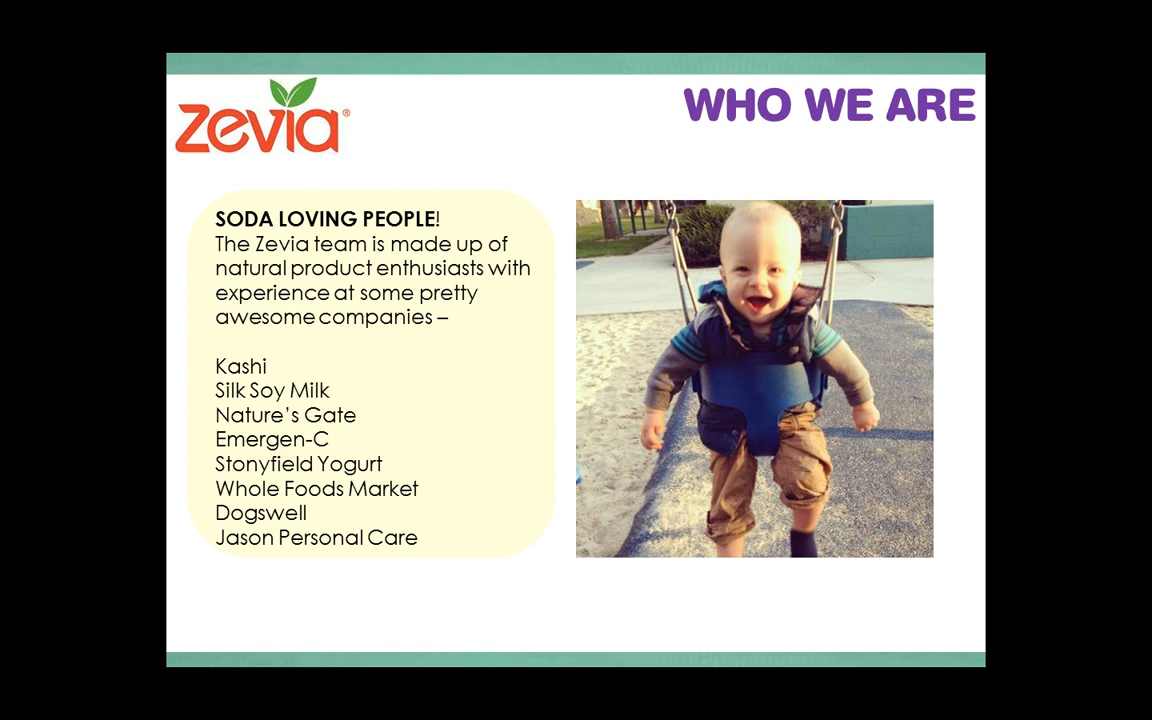 Zevia®
WHO WE ARE
SODA LOVING PEOPLE!
The Zevia team is made up of
natural product enthusiasts with
experience at some pretty
awesome companies –
Kashi
Silk Soy Milk
Nature’s Gate
Emergen-C
Stonyfield Yogurt
Whole Foods Market
Dogswell
Jason Personal Care